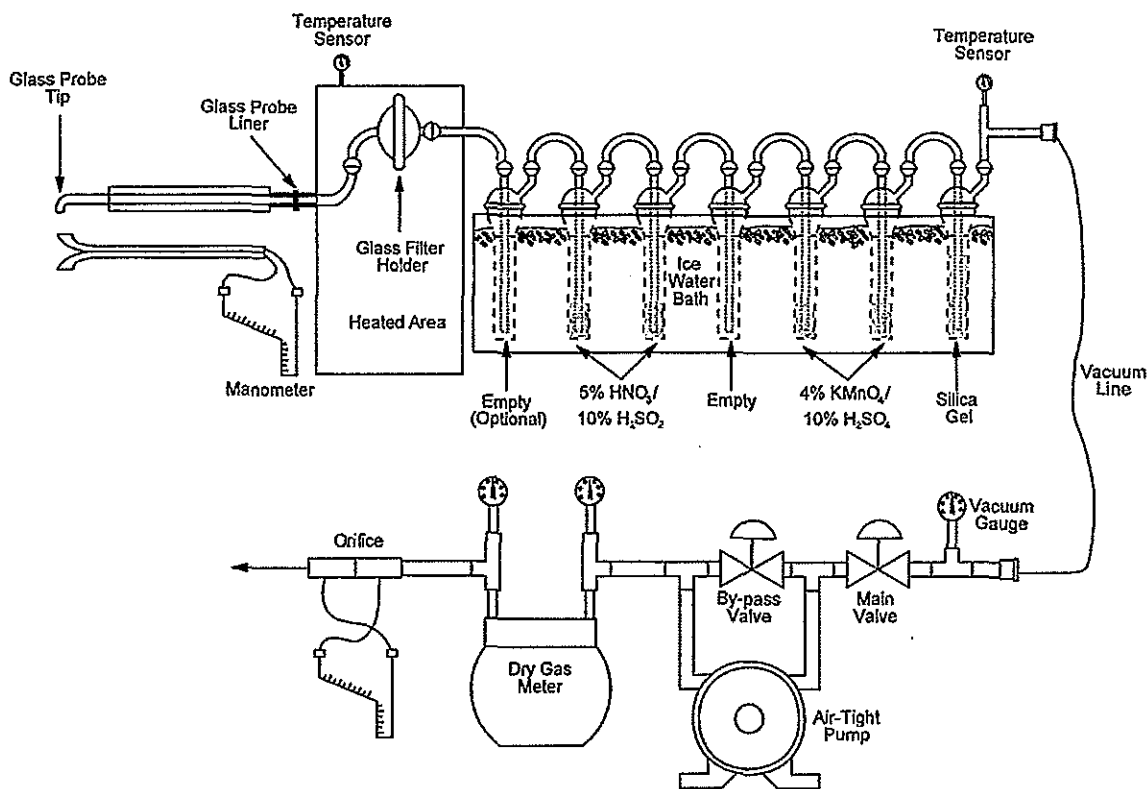 Temperature
Sensor
Temperature
Sensor
Glass Probe
Tip
Glass Probe
Liner
Glass Filter
Holder
Heated Area
Manometer
Ice
Water
Bath
Empty
(Optional)
5% HNO₃/
10% H₂SO₂
Empty
4% KMnO₄/
10% H₂SO₄
Silica
Gel
Vacuum
Line
Vacuum
Gauge
Orifice
By-pass
Valve
Main
Valve
Dry Gas
Meter
Air-Tight
Pump